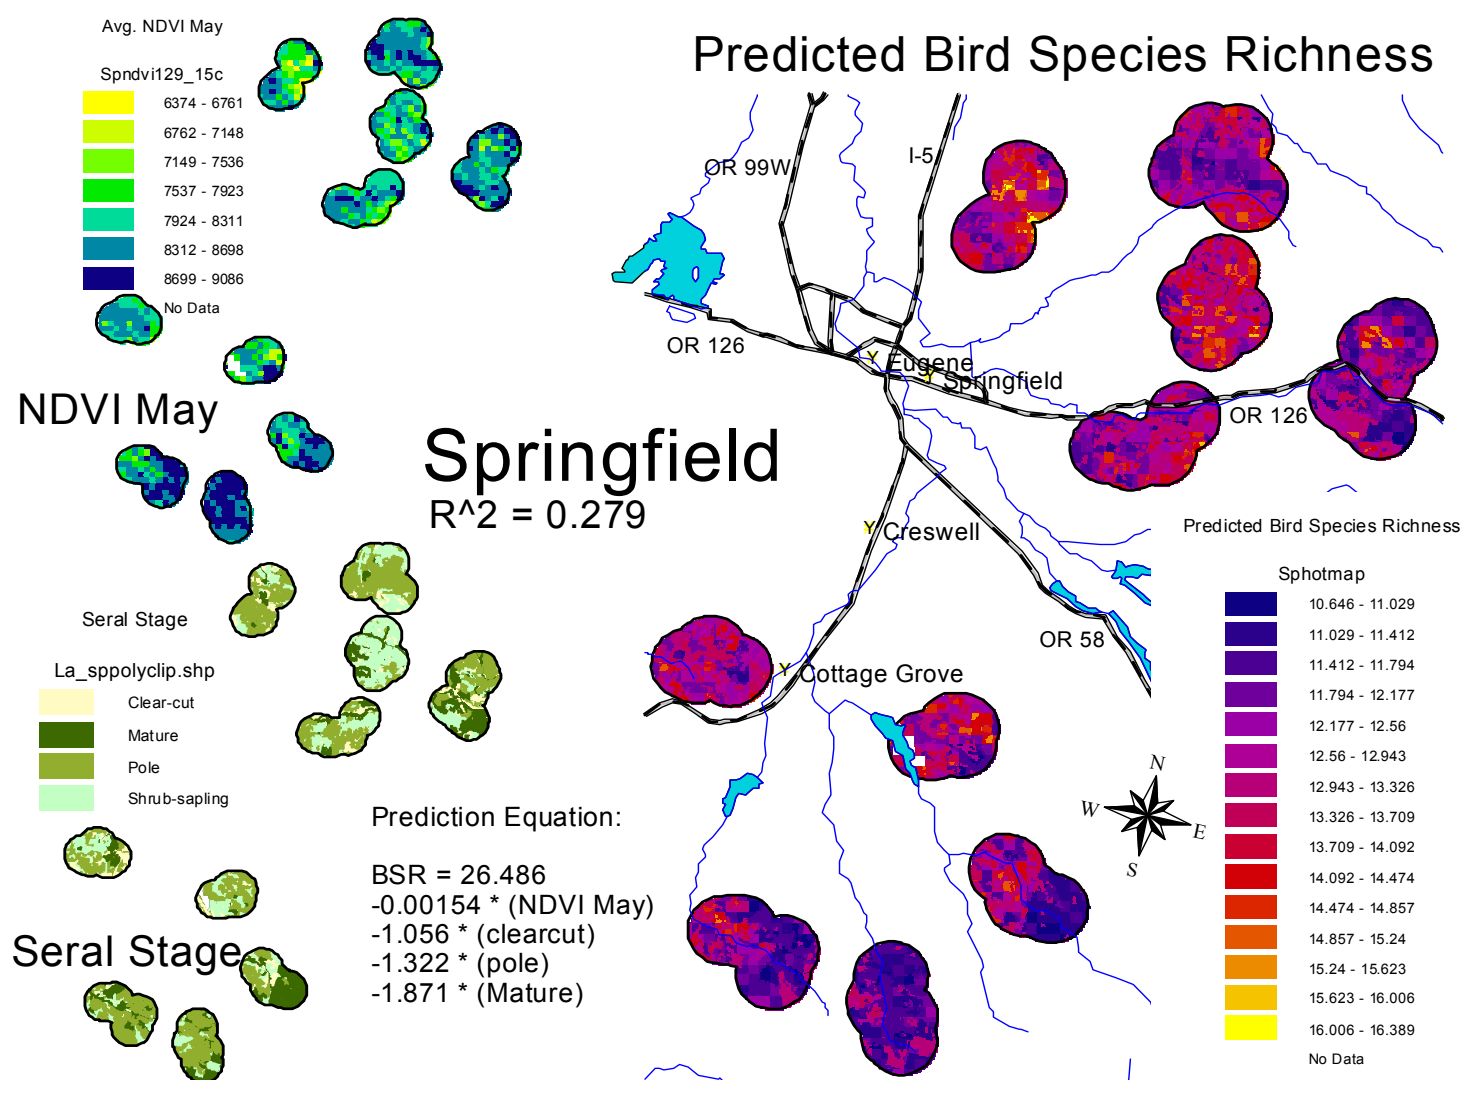 Avg. NDVI May
Spndvi129_15c
6374 - 6761
6762 - 7148
7149 - 7536
7537 - 7923
7924 - 8311
8312 - 8698
8699 - 9086
No Data
NDVI May
Springfield
R^2 = 0.279
Seral Stage
La_sppolyclip.shp
Clear-cut
Mature
Pole
Shrub-sapling
Seral Stage
Prediction Equation:
BSR = 26.486
-0.00154 * (NDVI May)
-1.056 * (clearcut)
-1.322 * (pole)
-1.871 * (Mature)
Predicted Bird Species Richness
OR 99W
I-5
OR 126
Y
Eugene
Y
Springfield
OR 126
Y
Creswell
OR 58
Y
Cottage Grove
N
W
E
S
Predicted Bird Species Richness
Sphotmap
10.646 - 11.029
11.029 - 11.412
11.412 - 11.794
11.794 - 12.177
12.177 - 12.56
12.56 - 12.943
12.943 - 13.326
13.326 - 13.709
13.709 - 14.092
14.092 - 14.474
14.474 - 14.857
14.857 - 15.24
15.24 - 15.623
15.623 - 16.006
16.006 - 16.389
No Data